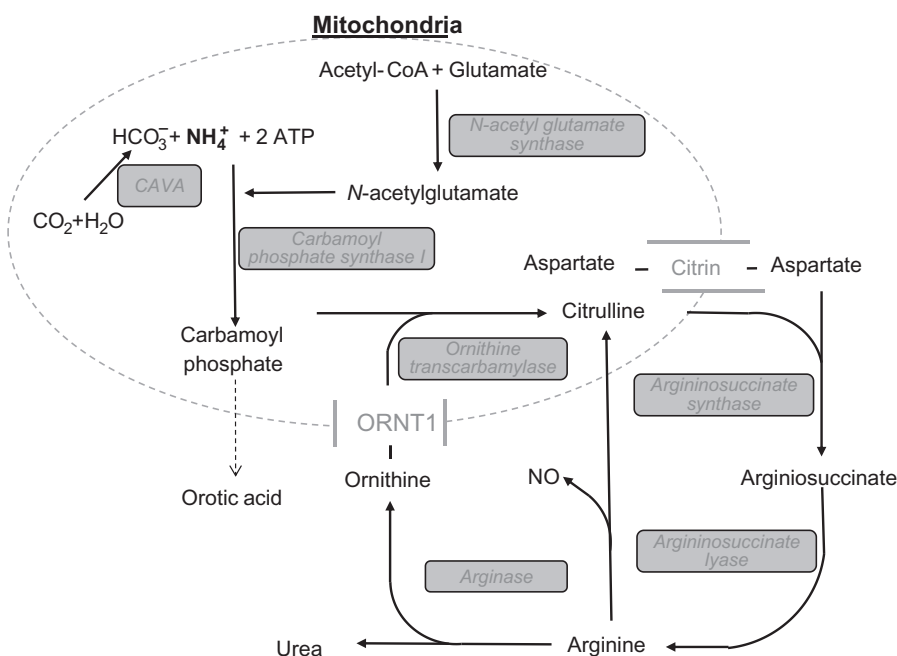 Mitochondria
Acetyl-CoA + Glutamate
N-acetyl glutamate
synthase
HCO₃⁻ + NH₄⁺ + 2 ATP
CAVA
N-acetylglutamate
CO₂+H₂O
Carbamoyl
phosphate synthase I
Aspartate – Citrin – Aspartate
Citrulline
Carbamoyl
phosphate
Ornithine
transcarbamylase
Argininosuccinate
synthase
ORNT1
Ornithine
NO
Arginiosuccinate
Orotic acid
Argininosuccinate
lyase
Arginase
Urea
Arginine